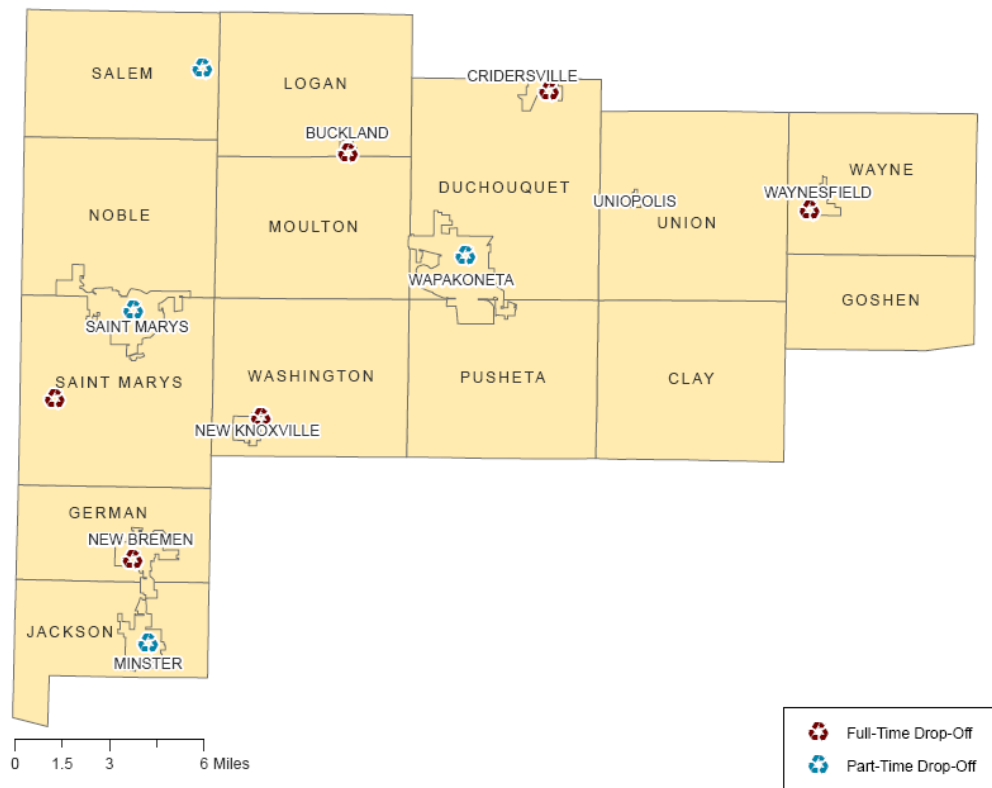 SALEM
LOGAN
CRIDERSVILLE
BUCKLAND
WAYNE
DUCHOUQUET
WAYNESFIELD
UNIOPOLIS
NOBLE
MOULTON
UNION
WAPAKONETA
GOSHEN
SAINT MARYS
SAINT MARYS
WASHINGTON
PUSHETA
CLAY
NEW KNOXVILLE
GERMAN
NEW BREMEN
JACKSON
MINSTER
0 1.5 3 6 Miles
Full-Time Drop-Off
Part-Time Drop-Off